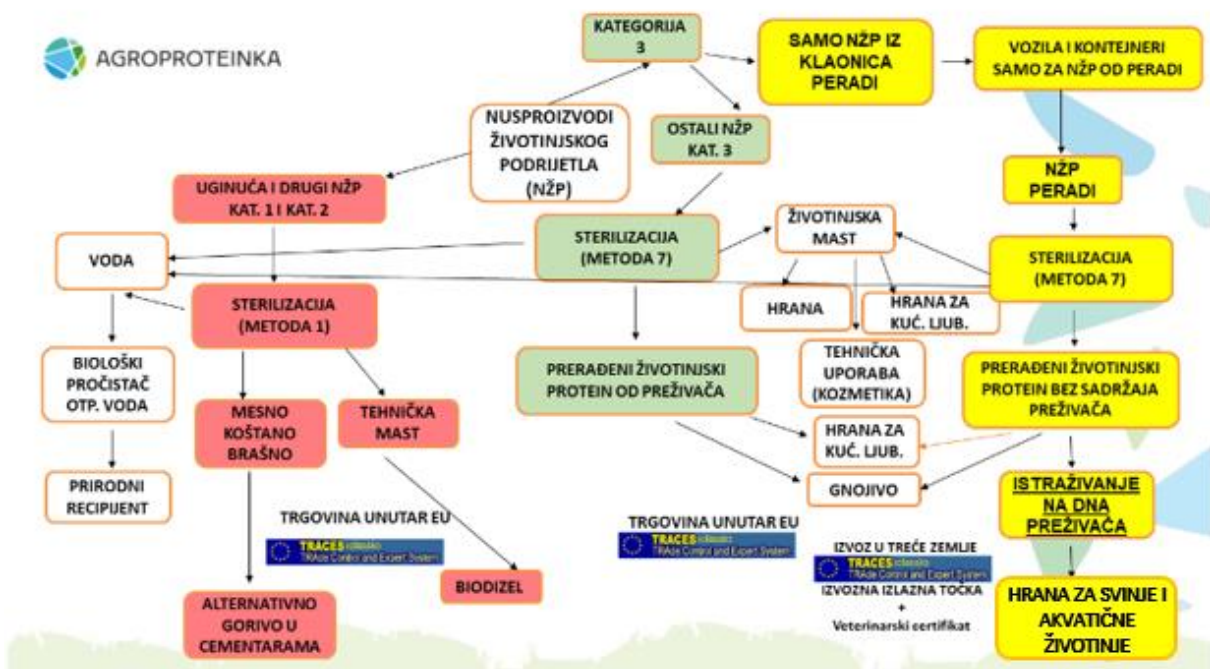 AGROPROTEINKA
KATEGORIJA
3
SAMO NŽP IZ
KLAONICA
PERADI
VOZILA I KONTEJNERI
SAMO ZA NŽP OD PERADI
NUSPROIZVODI
ŽIVOTINJSKOG
PODRIJETLA
(NŽP)
OSTALI NŽP
KAT. 3
NŽP
PERADI
UGINUĆA I DRUGI NŽP
KAT. 1 I KAT. 2
VODA
STERILIZACIJA
(METODA 7)
ŽIVOTINJSKA
MAST
STERILIZACIJA
(METODA 7)
STERILIZACIJA
(METODA 1)
HRANA
HRANA ZA
KUĆ. LJUB.
BIOLOŠKI
PROČISTAČ
OTP. VODA
PRERAĐENI ŽIVOTINJSKI
PROTEIN OD PREŽIVAČA
TEHNIČKA
UPORABA
(KOZMETIKA)
PRERAĐENI ŽIVOTINJSKI
PROTEIN BEZ SADRŽAJA
PREŽIVAČA
MESNO
KOŠTANO
BRAŠNO
TEHNIČKA
MAST
HRANA ZA
KUĆ. LJUB.
PRIRODNI
RECIPIJENT
GNOJIVO
ISTRAŽIVANJE
NA DNA
PREŽIVAČA
TRGOVINA UNUTAR EU
TRACES
TRAde Control and Expert System
TRGOVINA UNUTAR EU
TRACES
TRAde Control and Expert System
IZVOZ U TREĆE ZEMLJE
TRACES
TRAde Control and Expert System
IZVOZNA IZLAZNA TOČKA
+
Veterinarski certifikat
BIODIZEL
ALTERNATIVNO
GORIVO U
CEMENTARAMA
HRANA ZA SVINJE I
AKVATIČNE
ŽIVOTINJE